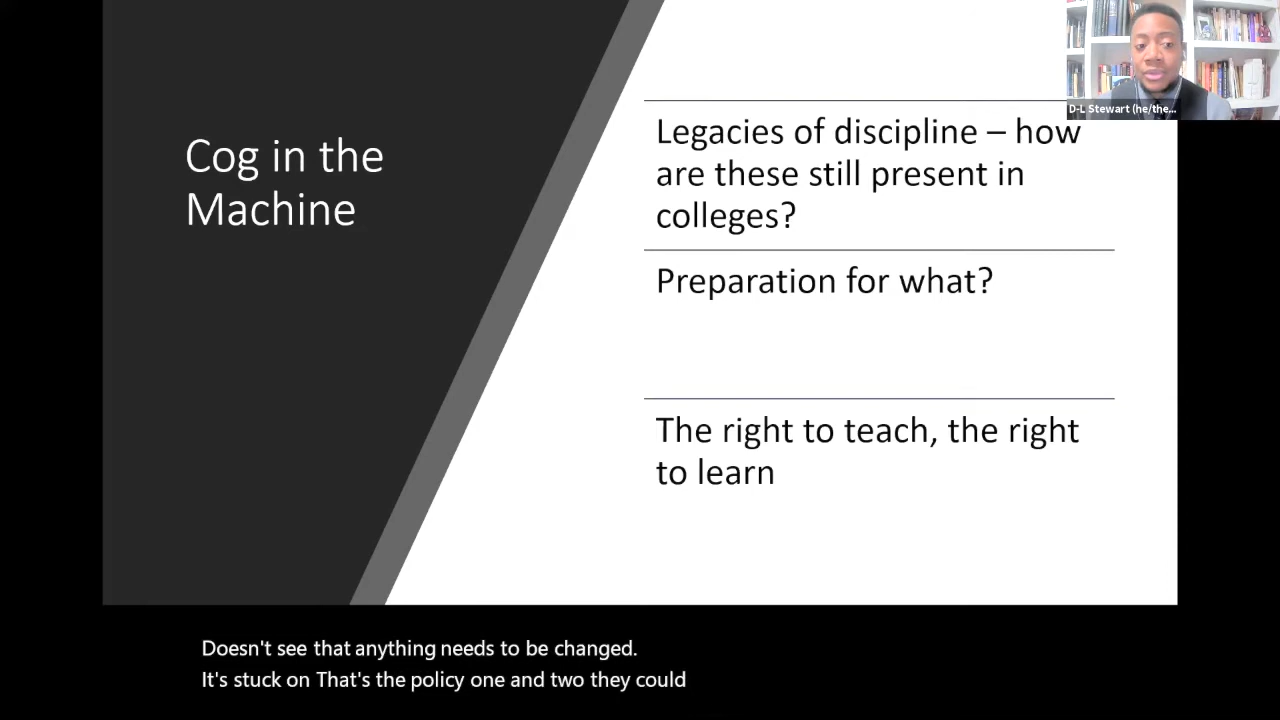 Cog in the
Machine
D-L Stewart (he/the...
Legacies of discipline – how
are these still present in
colleges?
Preparation for what?
The right to teach, the right
to learn
Doesn't see that anything needs to be changed.
It's stuck on That's the policy one and two they could